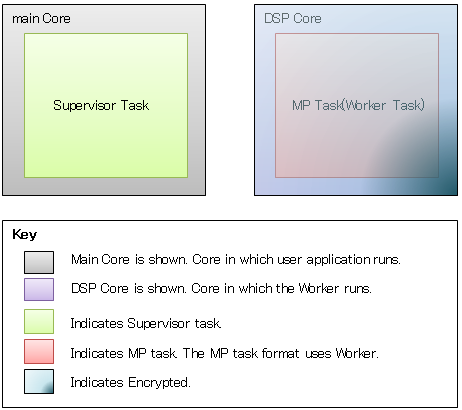 main Core
DSP Core
Supervisor Task
MP Task(Worker Task)
Key
Main Core is shown. Core in which user application runs.
DSP Core is shown. Core in which the Worker runs.
Indicates Supervisor task.
Indicates MP task. The MP task format uses Worker.
Indicates Encrypted.